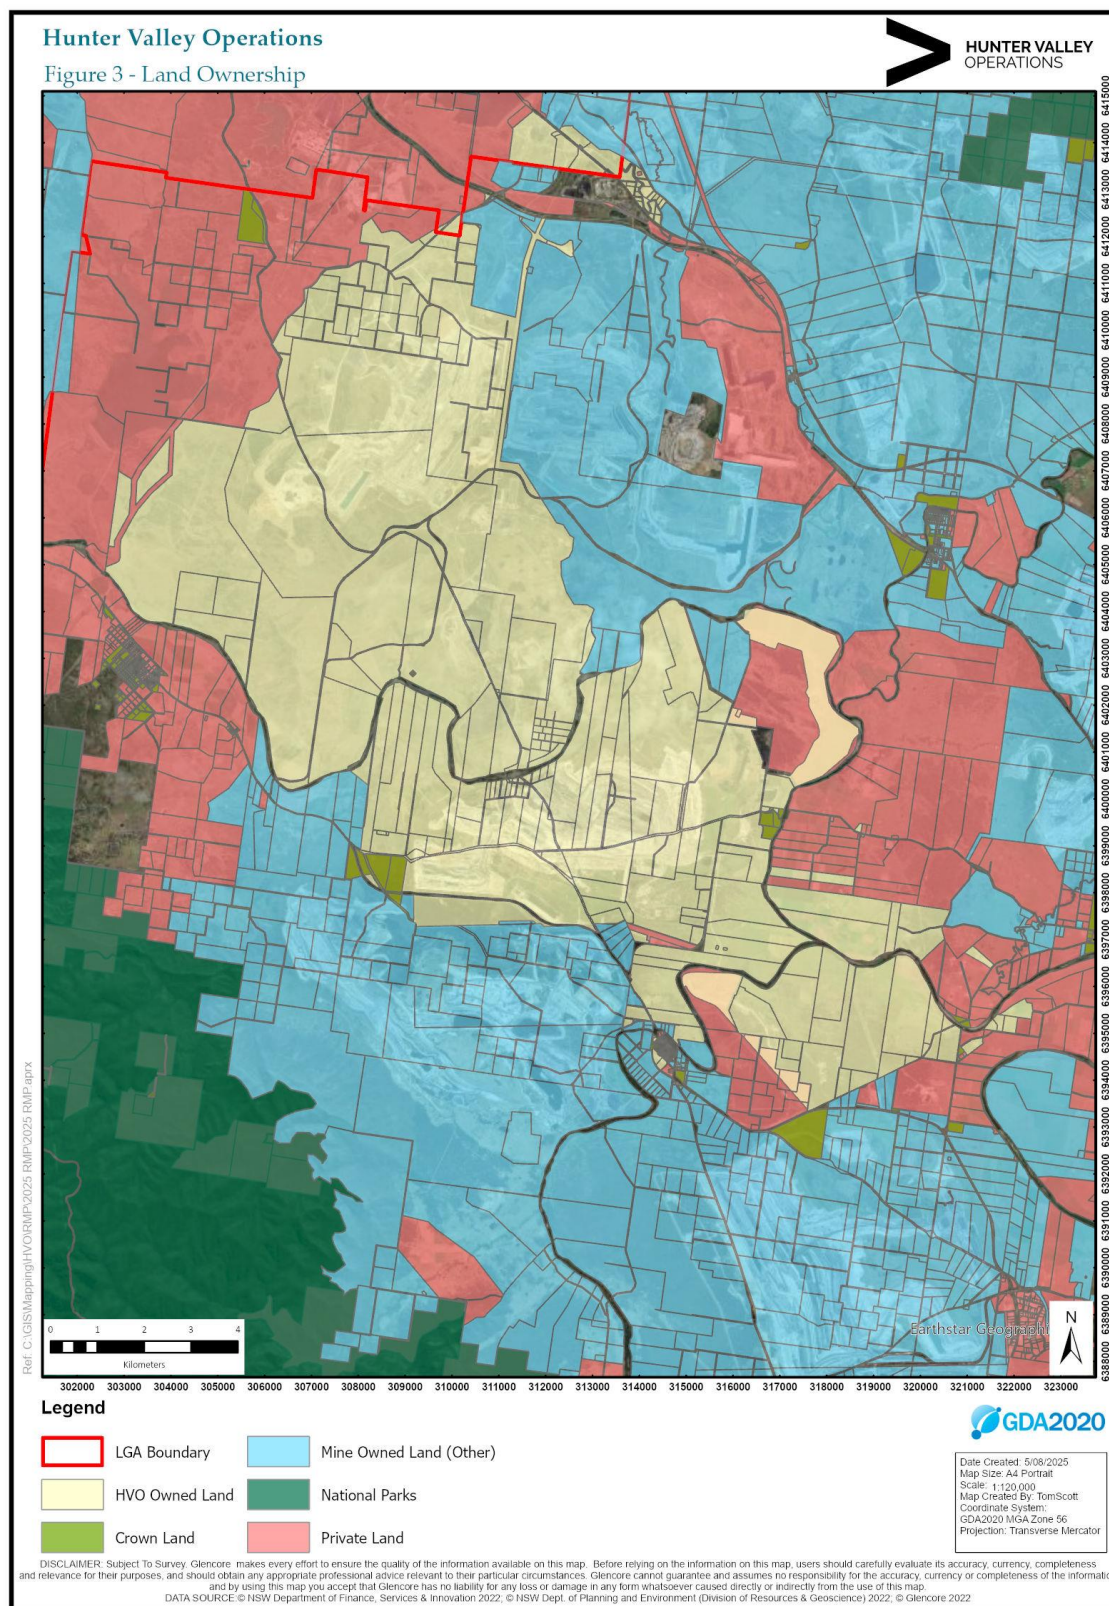 Hunter Valley Operations
Figure 3 - Land Ownership
HUNTER VALLEY
OPERATIONS
6415000
6414000
6413000
6412000
6411000
6410000
6409000
6408000
6407000
6406000
6405000
6404000
6403000
6402000
6401000
6400000
6399000
6398000
6397000
6396000
6395000
6394000
6393000
6392000
6391000
6390000
6389000
6388000
Ref: C:\GIS\Mapping\HVO\RMP\2025 RMP\2025 RMP.aprx
0 1 2 3 4
Kilometers
Earthstar Geographi
N
302000 303000 304000 305000 306000 307000 308000 309000 310000 311000 312000 313000 314000 315000 316000 317000 318000 319000 320000 321000 322000 323000
Legend
LGA Boundary
Mine Owned Land (Other)
HVO Owned Land
National Parks
Crown Land
Private Land
GDA2020
Date Created: 5/08/2025
Map Size: A4 Portrait
Scale: 1:120,000
Map Created By: TomScott
Coordinate System:
GDA2020 MGA Zone 56
Projection: Transverse Mercator
DISCLAIMER: Subject To Survey. Glencore makes every effort to ensure the quality of the information available on this map. Before relying on the information on this map, users should carefully evaluate its accuracy, currency, completeness
and relevance for their purposes, and should obtain any appropriate professional advice relevant to their particular circumstances. Glencore cannot guarantee and assumes no responsibility for the accuracy, currency or completeness of the informatio
and by using this map you accept that Glencore has no liability for any loss or damage in any form whatsoever caused directly or indirectly from the use of this map.
DATA SOURCE:© NSW Department of Finance, Services & Innovation 2022; © NSW Dept. of Planning and Environment (Division of Resources & Geoscience) 2022; © Glencore 2022